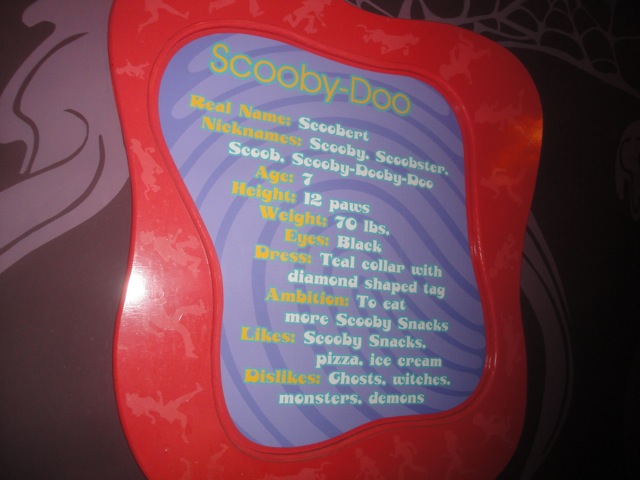 Scooby-Doo
Real Name: Scoobert
Nicknames: Scooby, Scoobster,
Scoob, Scooby-Dooby-Doo
Age: 7
Height: 12 paws
Weight: 70 lbs.
Eyes: Black
Dress: Teal collar with
diamond shaped tag
Ambition: To eat
more Scooby Snacks
Likes: Scooby Snacks,
pizza, ice cream
Dislikes: Ghosts, witches,
monsters, demons